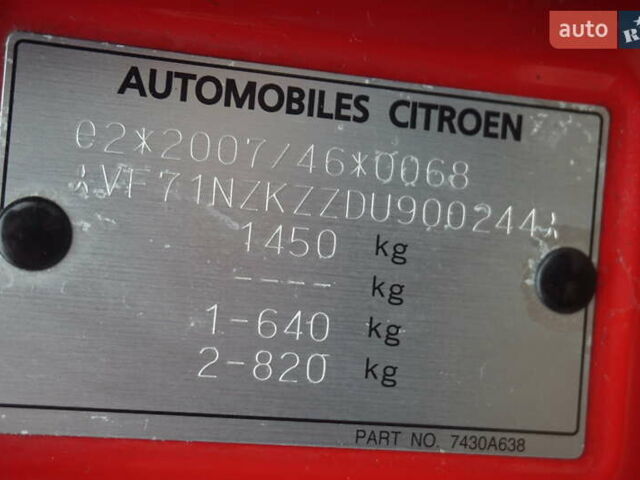 auto
R
AUTOMOBILES CITROEN
e2*2007/46*0068
*VF71NZKZZDU900244*
1450 kg
---- kg
1-640 kg
2-820 kg
PART NO. 7430A638